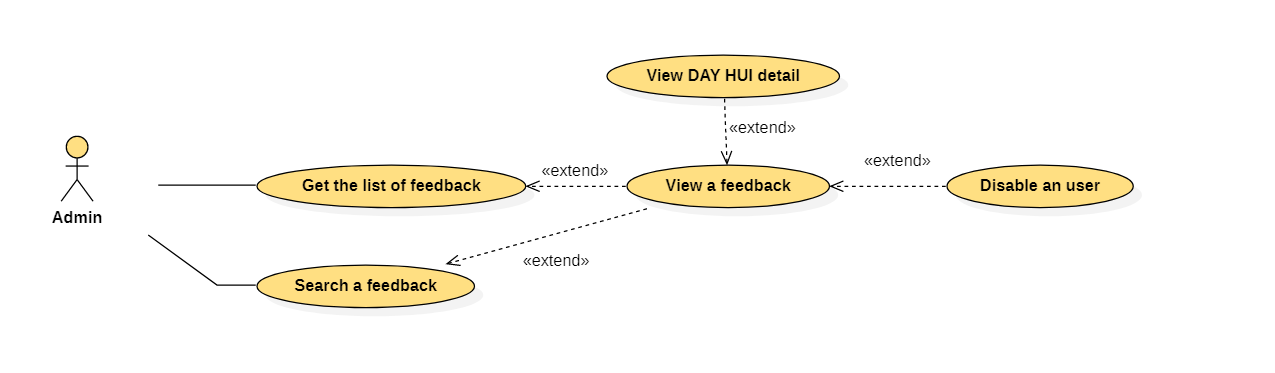 View DAY HUI detail
«extend»
«extend»
«extend»
Get the list of feedback
View a feedback
Disable an user
Admin
«extend»
Search a feedback